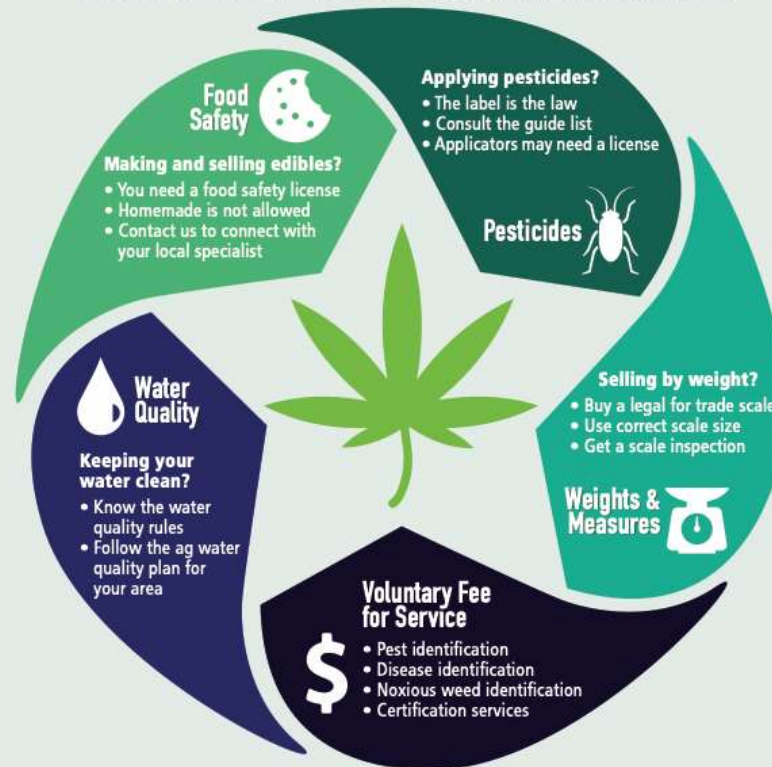 Food
Safety
Making and selling edibles?
• You need a food safety license
• Homemade is not allowed
• Contact us to connect with
your local specialist
Applying pesticides?
• The label is the law
• Consult the guide list
• Applicators may need a license
Pesticides
Selling by weight?
• Buy a legal for trade scale
• Use correct scale size
• Get a scale inspection
Weights &
Measures
Voluntary Fee
for Service
$
• Pest identification
• Disease identification
• Noxious weed identification
• Certification services
Water
Quality
Keeping your
water clean?
• Know the water
quality rules
• Follow the ag water
quality plan for
your area